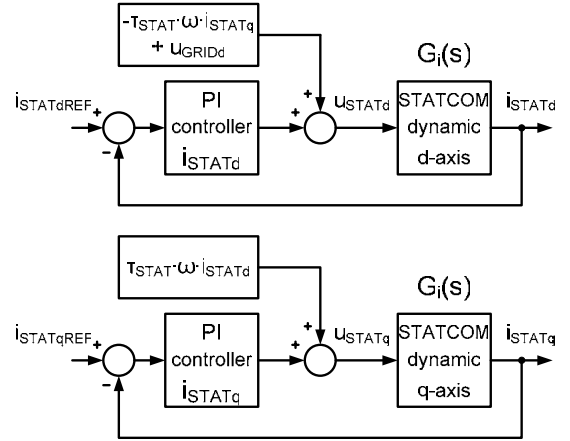 -τSTAT·ω·iSTATq
+ uGRIDd
Gi(s)
iSTATdREF
+
-
PI
controller
iSTATd
+
+
uSTATd
STATCOM
dynamic
d-axis
iSTATd
τSTAT·ω·iSTATd
Gi(s)
iSTATqREF
+
-
PI
controller
iSTATq
+
+
uSTATq
STATCOM
dynamic
q-axis
iSTATq